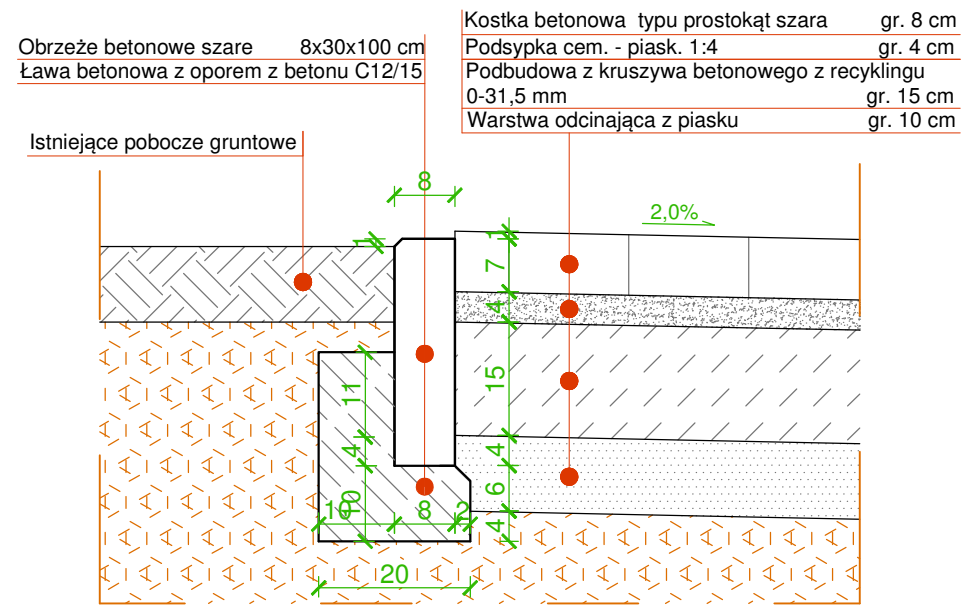 Kostka betonowa typu prostokąt szara gr. 8 cm
Obrzeże betonowe szare 8x30x100 cm
Podsypka cem. - piask. 1:4 gr. 4 cm
Ława betonowa z oporem z betonu C12/15
Podbudowa z kruszywa betonowego z recyklingu
0-31,5 mm gr. 15 cm
Warstwa odcinająca z piasku gr. 10 cm
Istniejące pobocze gruntowe
8
2,0%
1
1
7
4
15
11
4
4
6
10
10
8
2
4
20